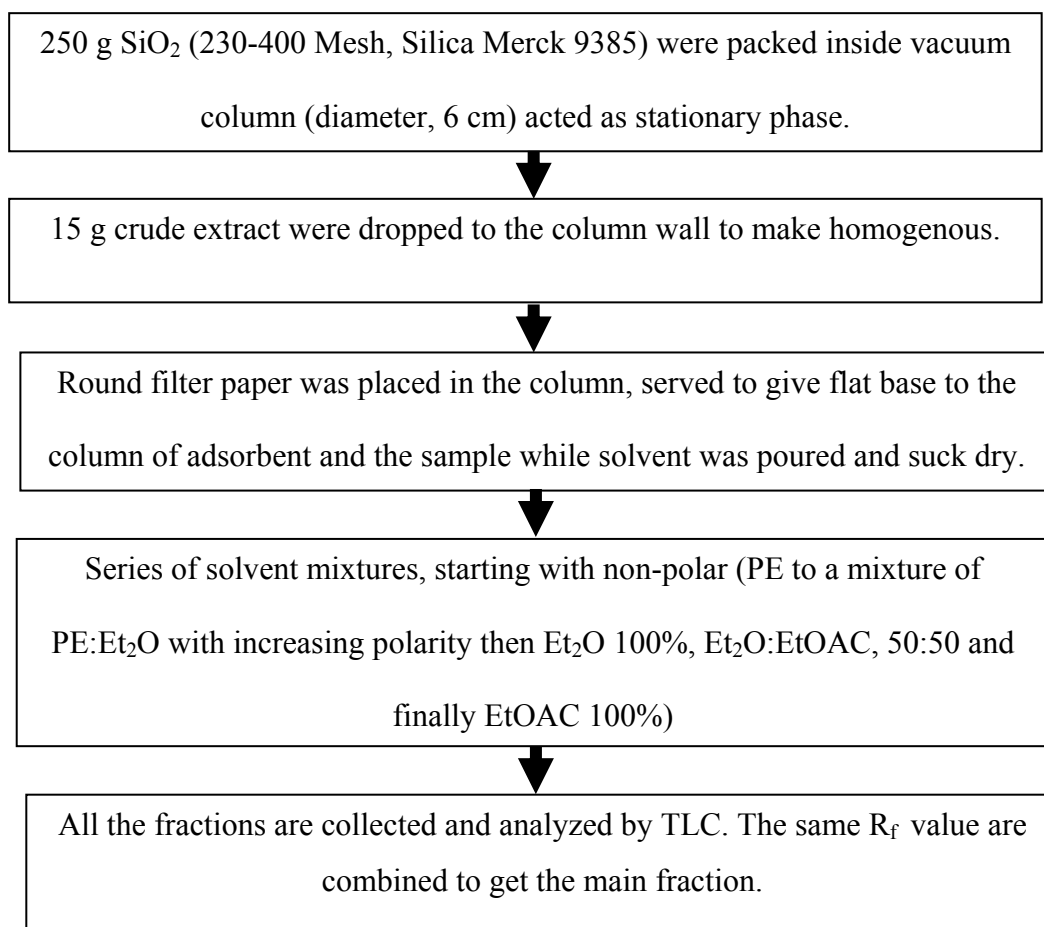 250 g SiO₂ (230-400 Mesh, Silica Merck 9385) were packed inside vacuum
column (diameter, 6 cm) acted as stationary phase.
15 g crude extract were dropped to the column wall to make homogenous.
Round filter paper was placed in the column, served to give flat base to the
column of adsorbent and the sample while solvent was poured and suck dry.
Series of solvent mixtures, starting with non-polar (PE to a mixture of
PE:Et₂O with increasing polarity then Et₂O 100%, Et₂O:EtOAC, 50:50 and
finally EtOAC 100%)
All the fractions are collected and analyzed by TLC. The same R_f value are
combined to get the main fraction.